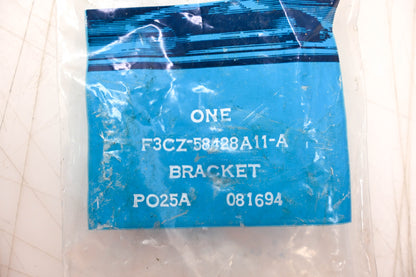 ONE
F3CZ-58428A11-A
BRACKET
PO25A 081694